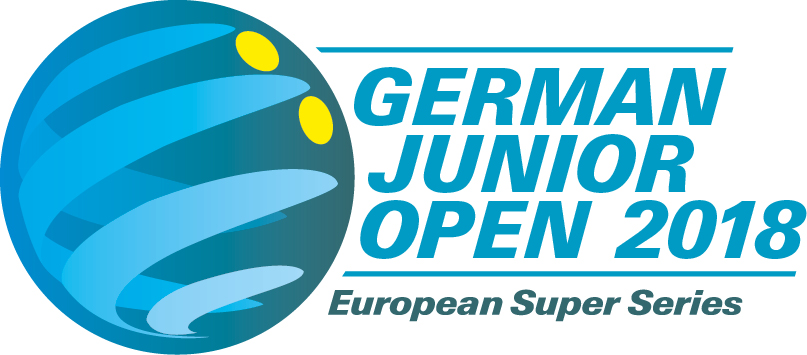 GERMAN
JUNIOR
OPEN 2018
European Super Series